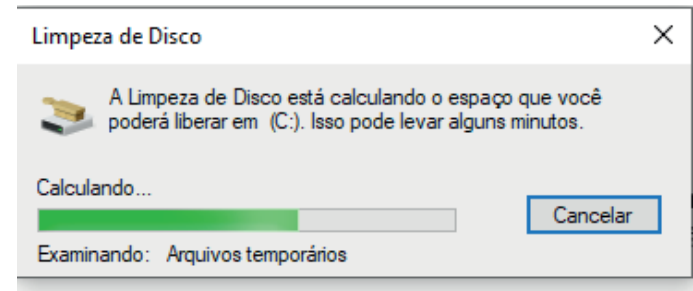 Limpeza de Disco
A Limpeza de Disco está calculando o espaço que você
poderá liberar em  (C:). Isso pode levar alguns minutos.
Calculando...
Cancelar
Examinando:   Arquivos temporários